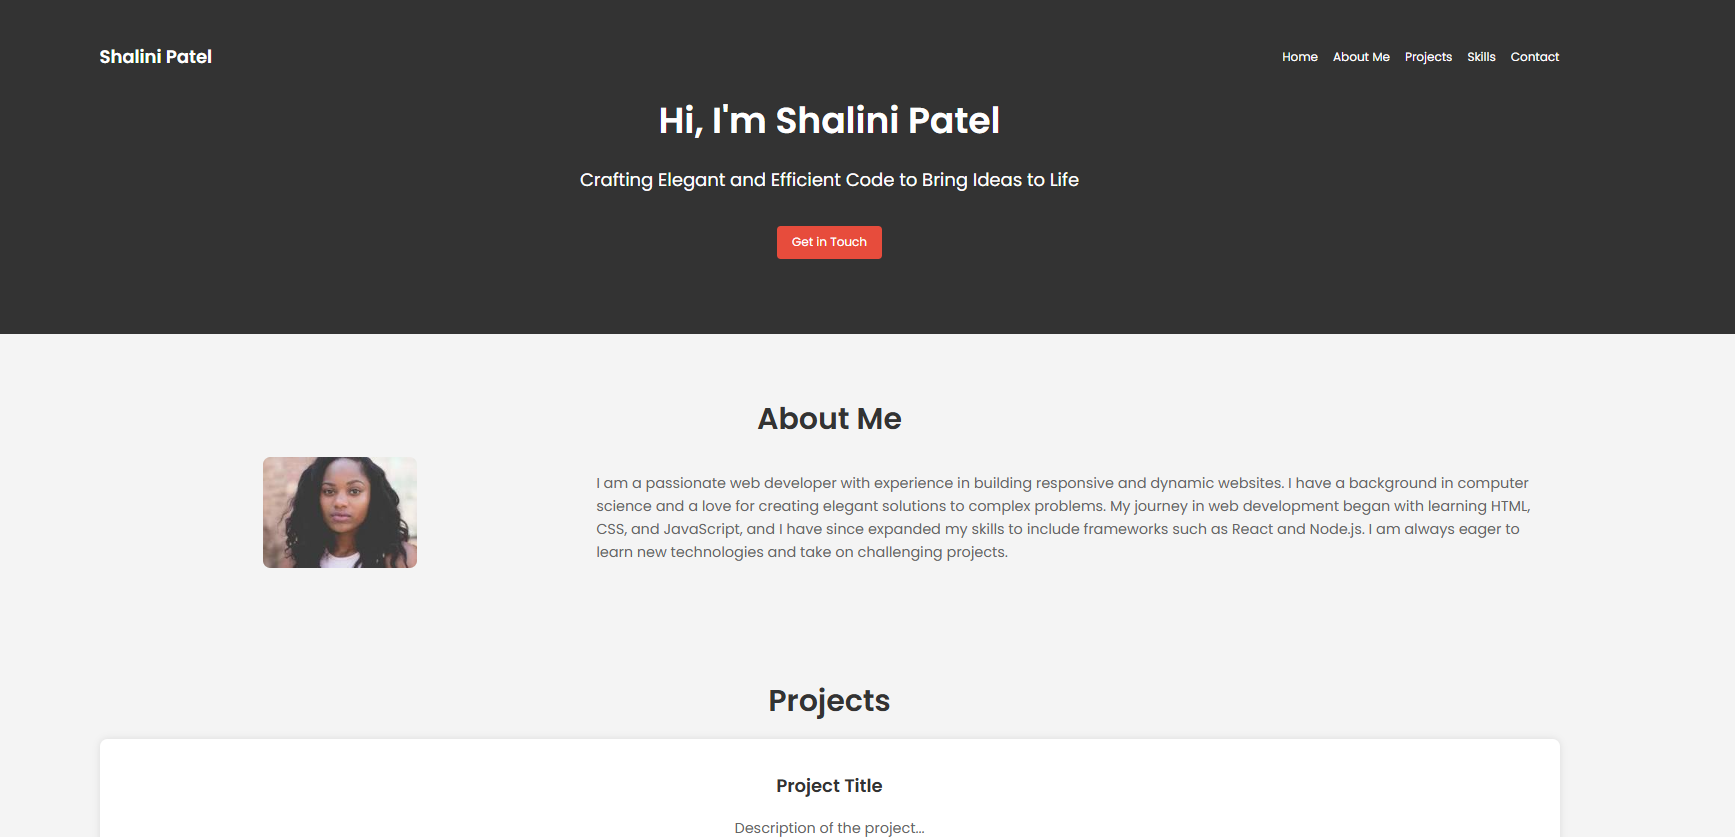 Shalini Patel
Home About Me Projects Skills Contact
Hi, I'm Shalini Patel
Crafting Elegant and Efficient Code to Bring Ideas to Life
Get in Touch
About Me
I am a passionate web developer with experience in building responsive and dynamic websites. I have a background in computer
science and a love for creating elegant solutions to complex problems. My journey in web development began with learning HTML,
CSS, and JavaScript, and I have since expanded my skills to include frameworks such as React and Node.js. I am always eager to
learn new technologies and take on challenging projects.
Projects
Project Title
Description of the project...